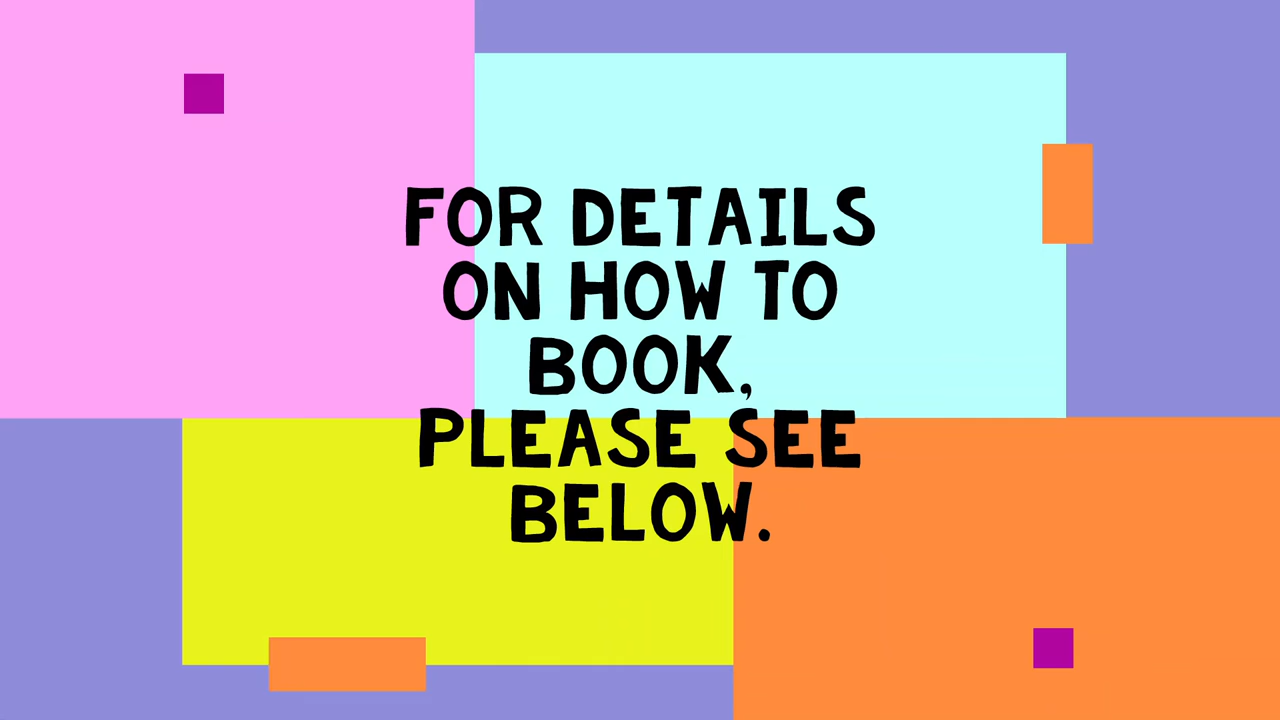 FOR DETAILS
ON HOW TO
BOOK,
PLEASE SEE
BELOW.